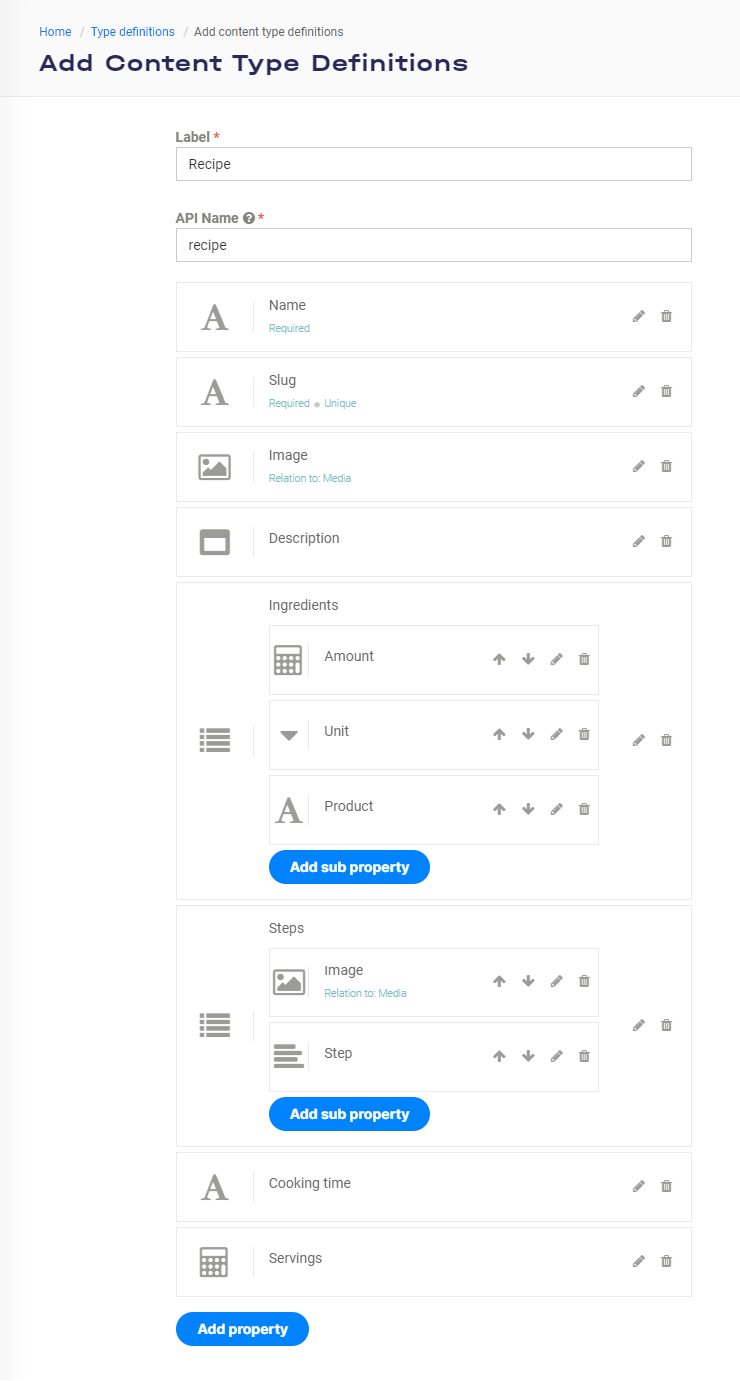 Home / Type definitions / Add content type definitions
Add Content Type Definitions
Label *
Recipe
API Name ? *
recipe
Name
Required
Slug
Required • Unique
Image
Relation to: Media
Description
Ingredients
Amount
Unit
Product
Add sub property
Steps
Image
Relation to: Media
Step
Add sub property
Cooking time
Servings
Add property